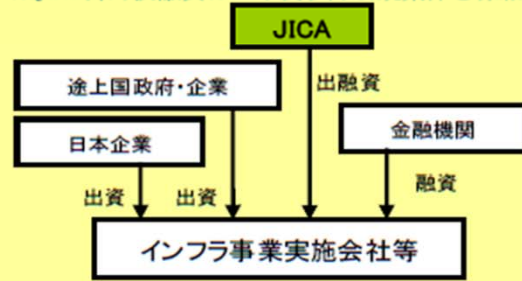 JICA
途上国政府・企業
出融資
日本企業
金融機関
出資
出資
融資
インフラ事業実施会社等